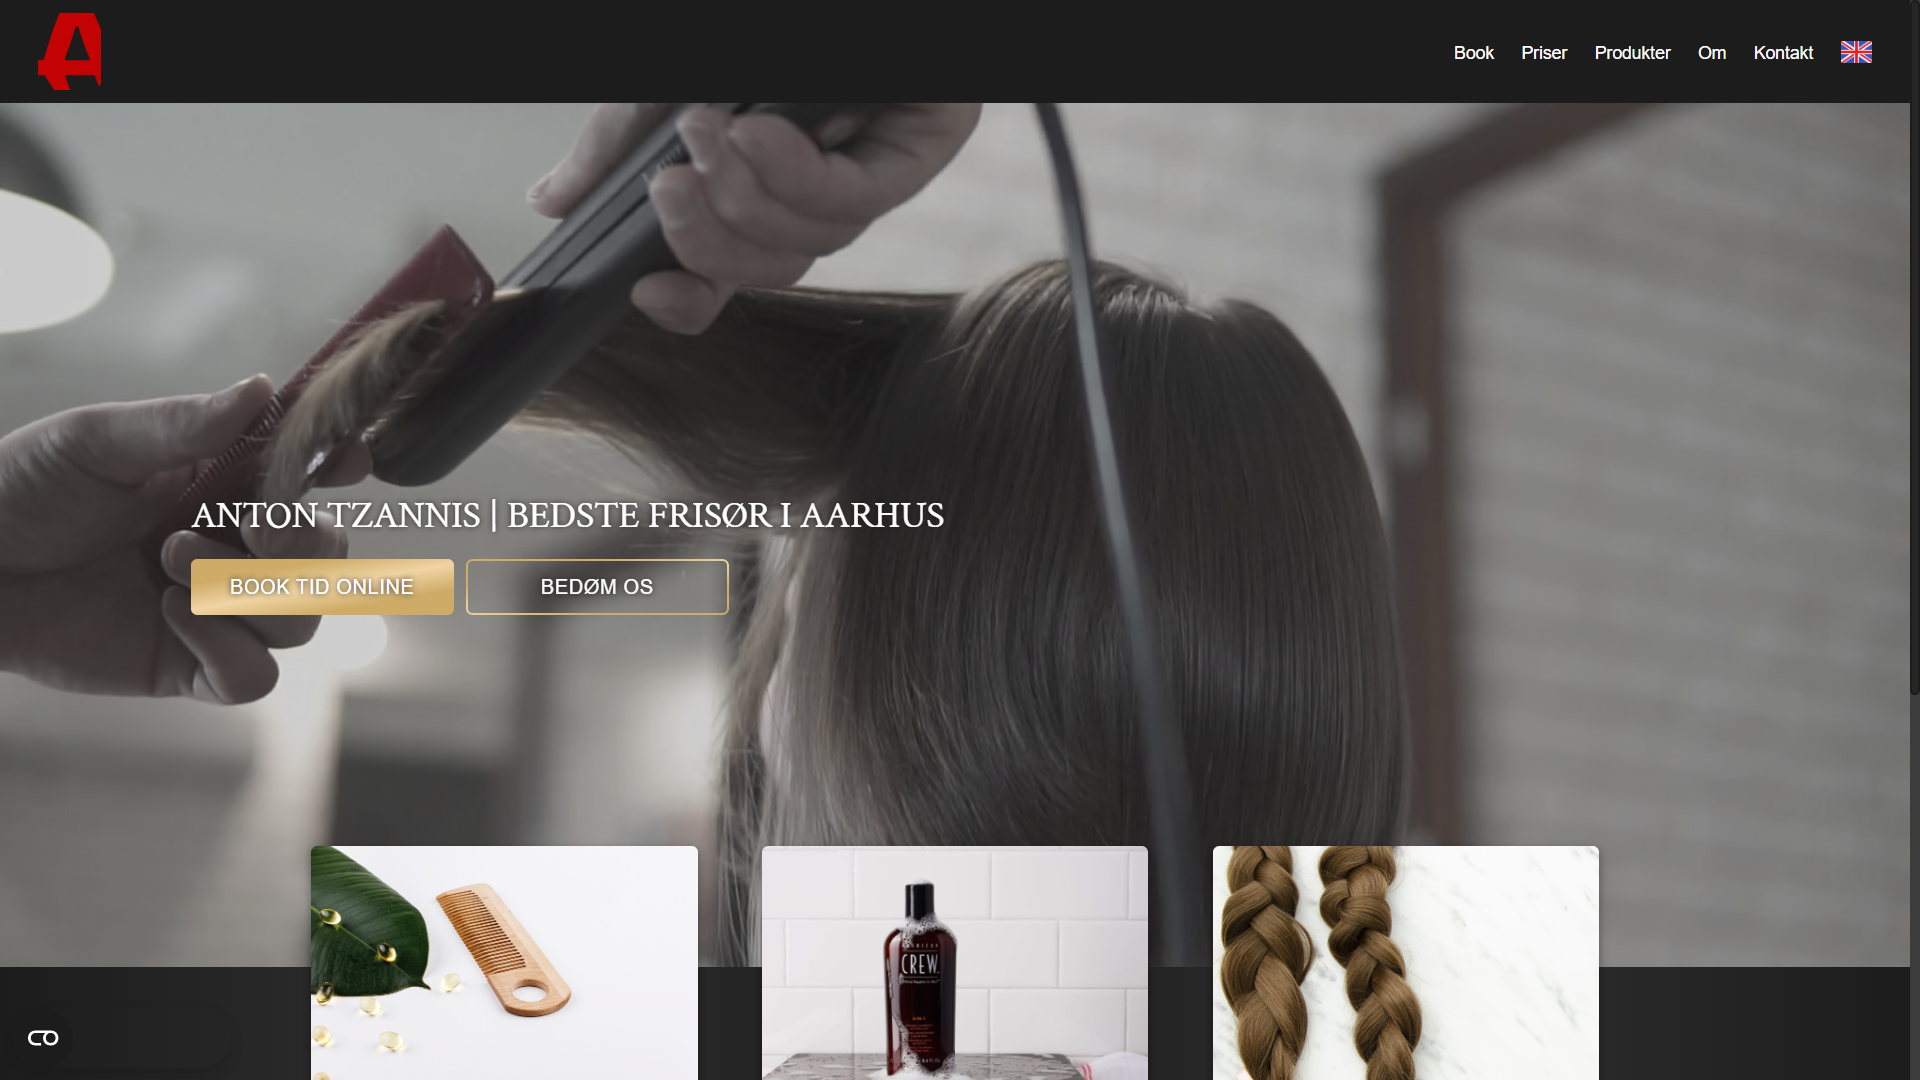 Book Priser Produkter Om Kontakt
ANTON TZANNIS | BEDSTE FRISØR I AARHUS
BOOK TID ONLINE BEDØM OS
CREW